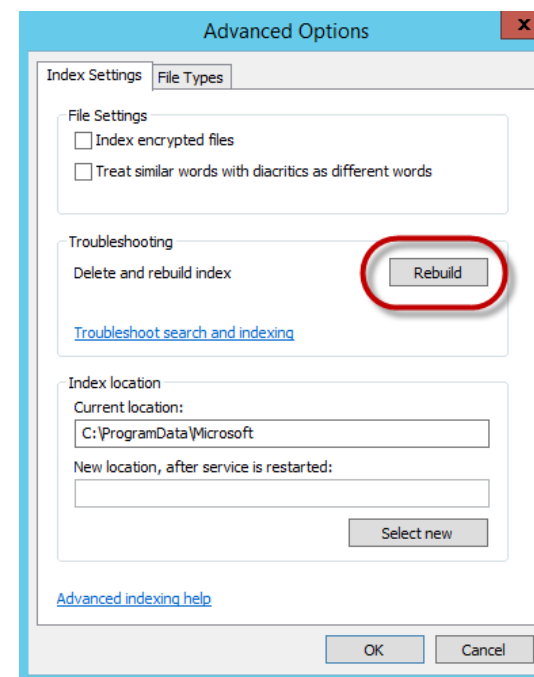 Advanced Options
x
Index Settings File Types
File Settings
Index encrypted files
Treat similar words with diacritics as different words
Troubleshooting
Delete and rebuild index Rebuild
Troubleshoot search and indexing
Index location
Current location:
C:\ProgramData\Microsoft
New location, after service is restarted:
Select new
Advanced indexing help
OK Cancel